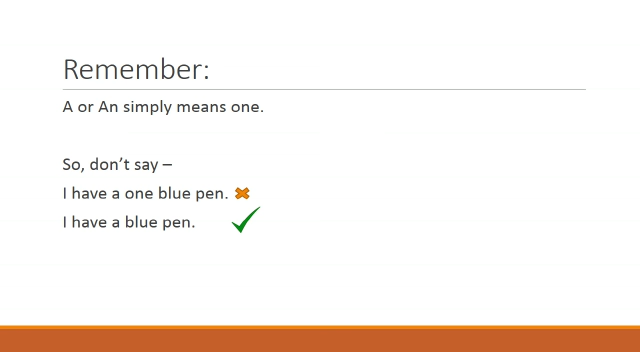 Remember:
A or An simply means one.
So, don’t say –
I have a one blue pen.
I have a blue pen.